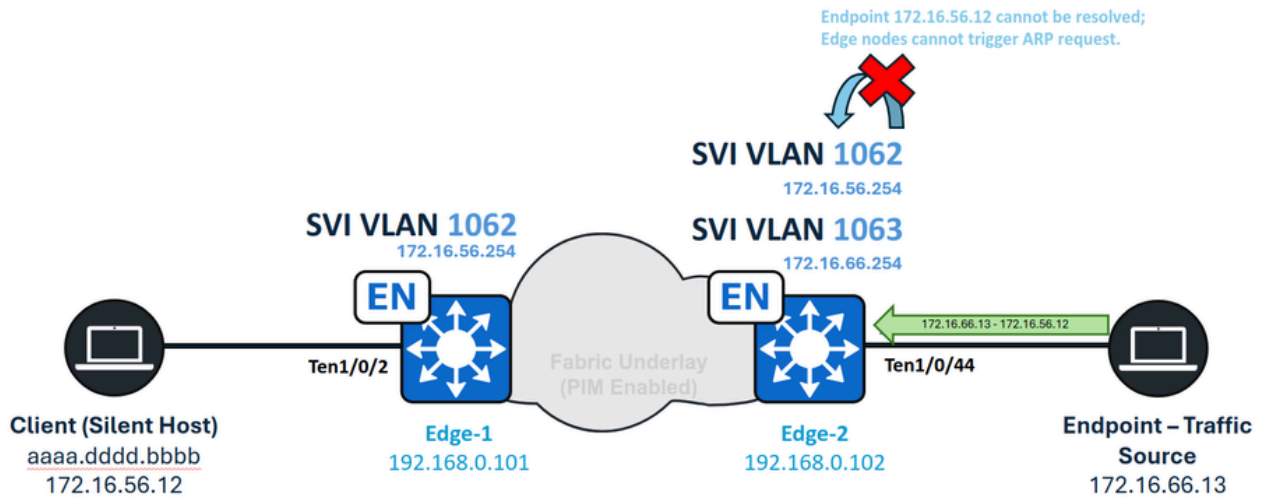 Endpoint 172.16.56.12 cannot be resolved;
Edge nodes cannot trigger ARP request.
SVI VLAN 1062
172.16.56.254
SVI VLAN 1062
172.16.56.254
SVI VLAN 1063
172.16.66.254
EN
EN
172.16.66.13 - 172.16.56.12
Ten1/0/2
Fabric Underlay
(PIM Enabled)
Ten1/0/44
Client (Silent Host)
aaaa.dddd.bbbb
172.16.56.12
Edge-1
192.168.0.101
Edge-2
192.168.0.102
Endpoint – Traffic
Source
172.16.66.13